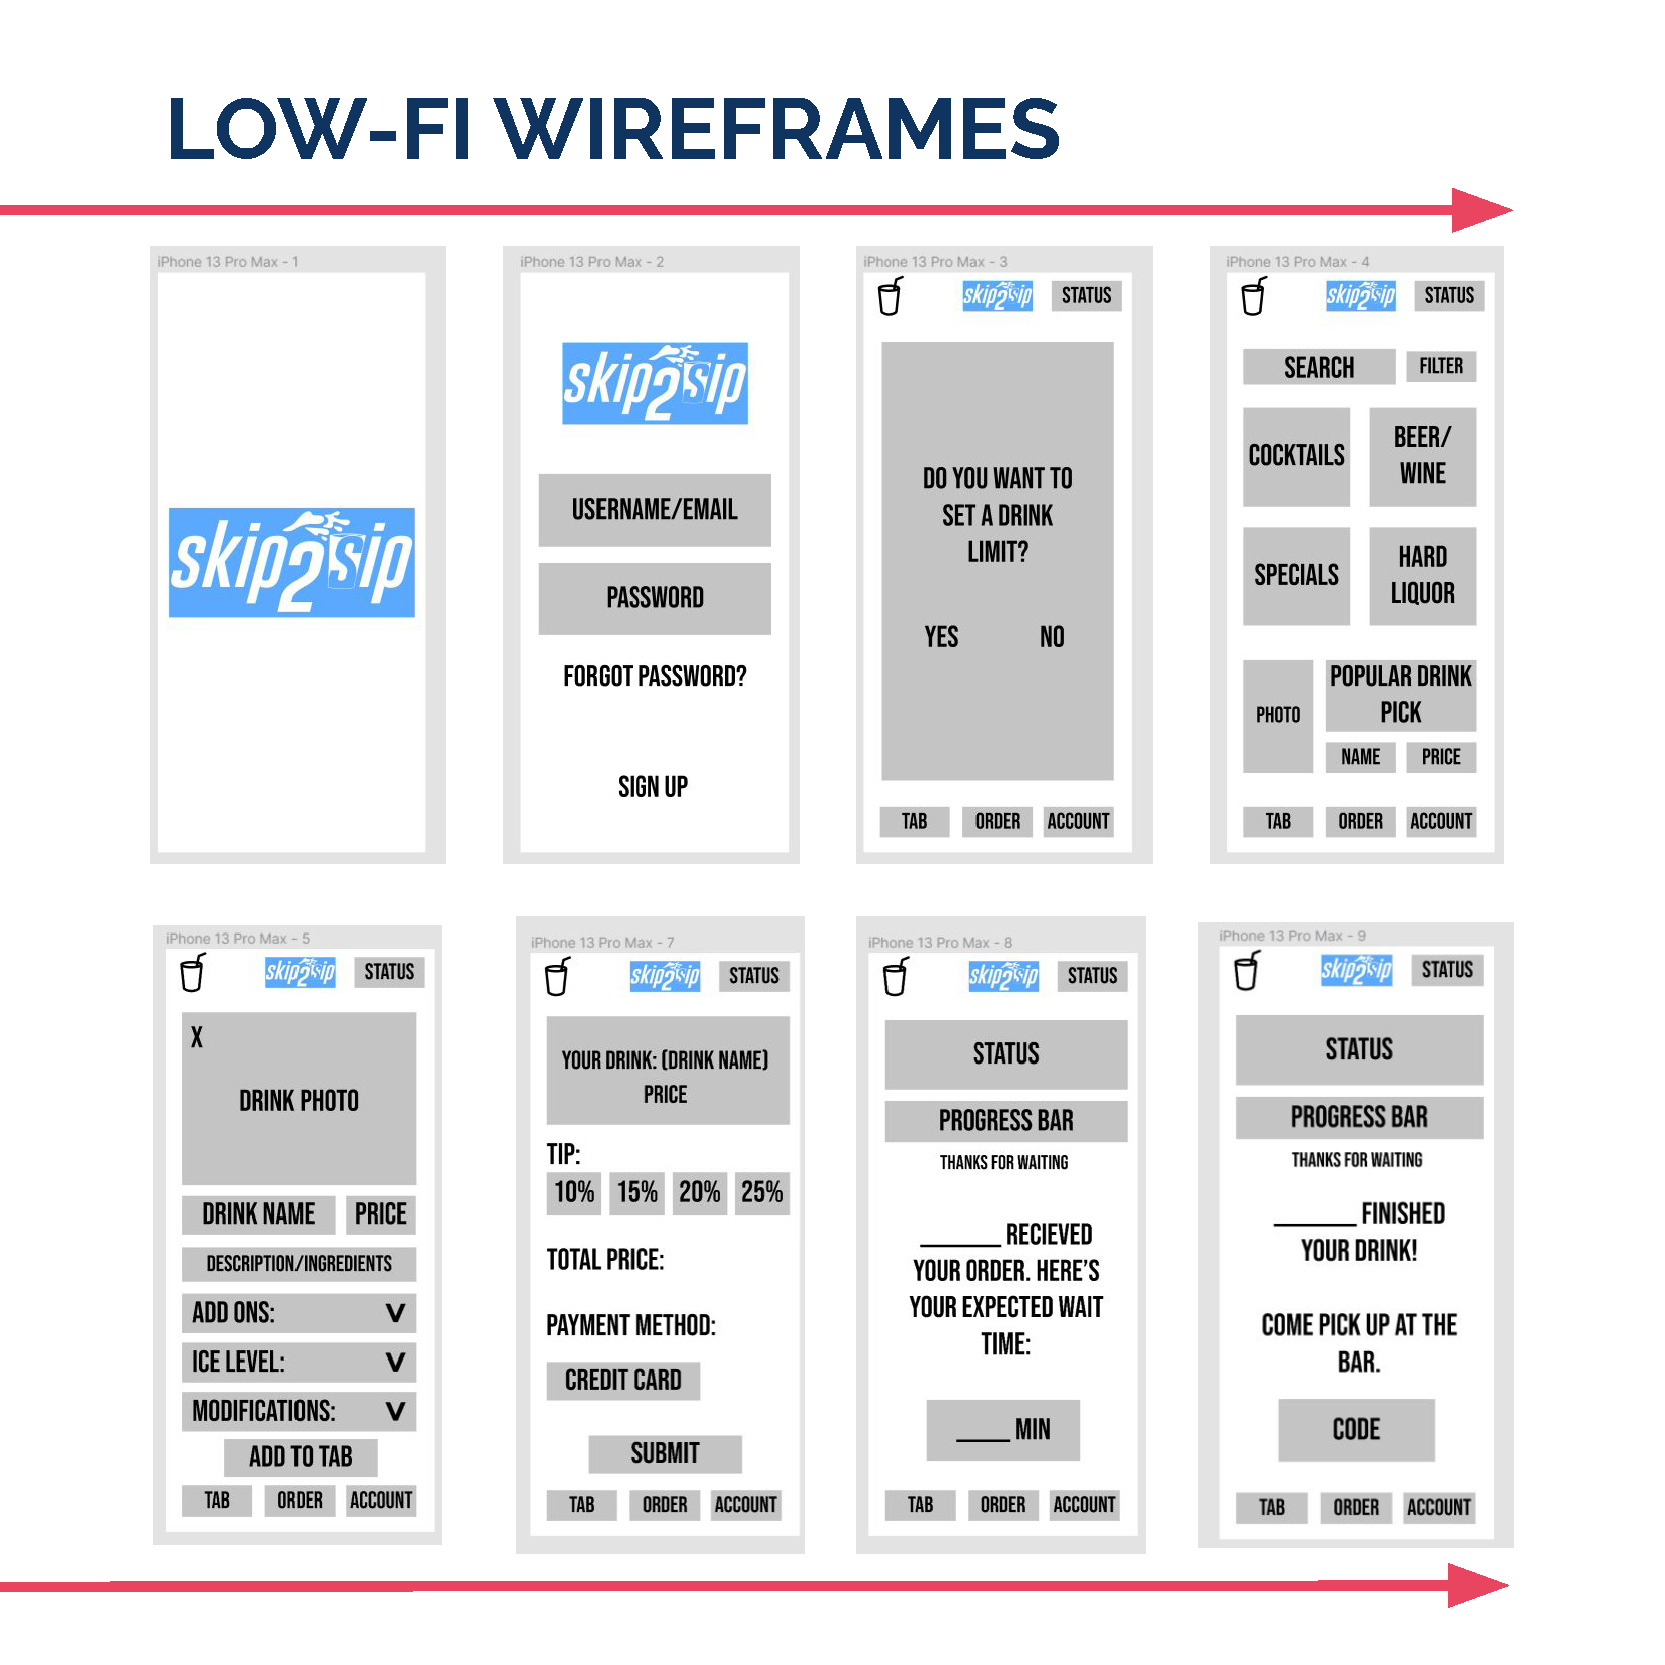 LOW-FI WIREFRAMES
iPhone 13 Pro Max - 1
skip2sip
iPhone 13 Pro Max - 2
skip2sip
USERNAME/EMAIL
PASSWORD
FORGOT PASSWORD?
SIGN UP
iPhone 13 Pro Max - 3
skip2sip STATUS
DO YOU WANT TO
SET A DRINK
LIMIT?
YES NO
TAB ORDER ACCOUNT
iPhone 13 Pro Max - 4
skip2sip STATUS
SEARCH FILTER
COCKTAILS
BEER/
WINE
SPECIALS
HARD
LIQUOR
PHOTO
POPULAR DRINK
PICK
NAME PRICE
TAB ORDER ACCOUNT
iPhone 13 Pro Max - 5
skip2sip STATUS
X
DRINK PHOTO
DRINK NAME PRICE
DESCRIPTION/INGREDIENTS
ADD ONS: V
ICE LEVEL: V
MODIFICATIONS: V
ADD TO TAB
TAB ORDER ACCOUNT
iPhone 13 Pro Max - 7
skip2sip STATUS
YOUR DRINK: (DRINK NAME)
PRICE
TIP:
10% 15% 20% 25%
TOTAL PRICE:
PAYMENT METHOD:
CREDIT CARD
SUBMIT
TAB ORDER ACCOUNT
iPhone 13 Pro Max - 8
skip2sip STATUS
STATUS
PROGRESS BAR
THANKS FOR WAITING
______ RECIEVED
YOUR ORDER. HERE'S
YOUR EXPECTED WAIT
TIME:
____ MIN
TAB ORDER ACCOUNT
iPhone 13 Pro Max - 9
skip2sip STATUS
STATUS
PROGRESS BAR
THANKS FOR WAITING
______ FINISHED
YOUR DRINK!
COME PICK UP AT THE
BAR.
CODE
TAB ORDER ACCOUNT